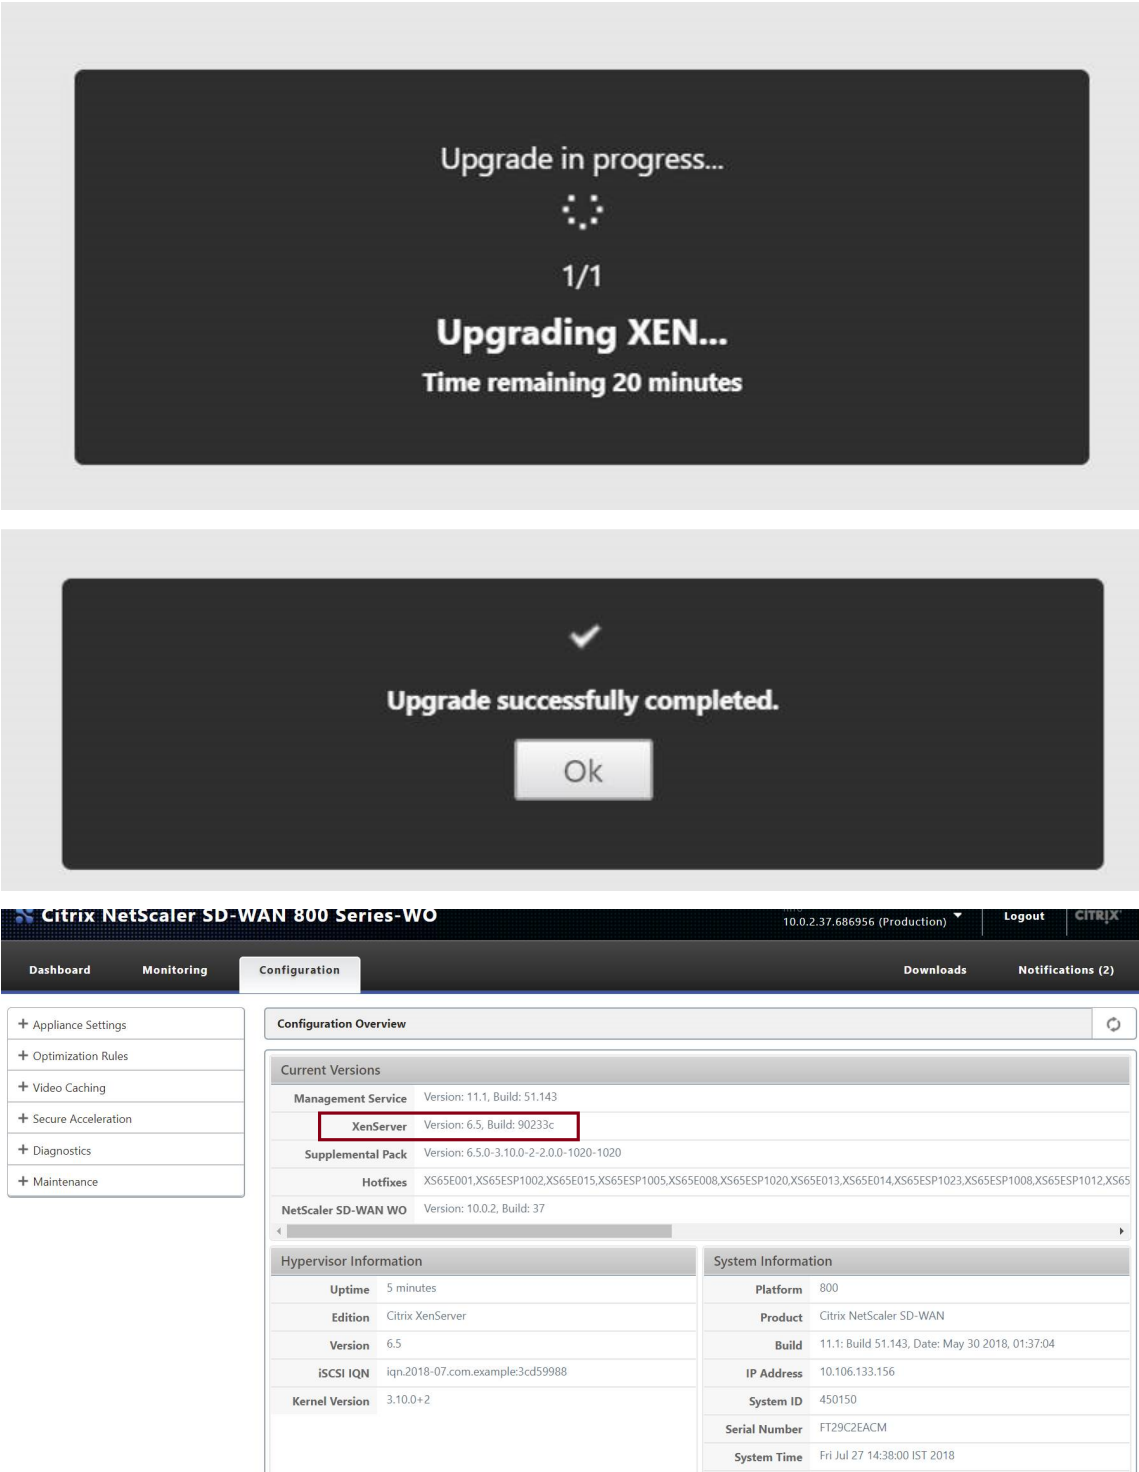 Upgrade in progress...
1/1
Upgrading XEN...
Time remaining 20 minutes
Upgrade successfully completed.
Ok
Citrix NetScaler SD-WAN 800 Series-WO
10.0.2.37.686956 (Production)
Logout
CITRIX
Dashboard
Monitoring
Configuration
Downloads
Notifications (2)
+ Appliance Settings
+ Optimization Rules
+ Video Caching
+ Secure Acceleration
+ Diagnostics
+ Maintenance
Configuration Overview
Current Versions
Management Service Version: 11.1, Build: 51.143
XenServer Version: 6.5, Build: 90233c
Supplemental Pack Version: 6.5.0-3.10.0-2-2.0.0-1020-1020
Hotfixes XS65E001,XS65ESP1002,XS65E015,XS65ESP1005,XS65E008,XS65ESP1020,XS65E013,XS65E014,XS65ESP1023,XS65ESP1008,XS65ESP1012,XS65
NetScaler SD-WAN WO Version: 10.0.2, Build: 37
Hypervisor Information
Uptime 5 minutes
Edition Citrix XenServer
Version 6.5
iSCSI IQN iqn.2018-07.com.example:3cd59988
Kernel Version 3.10.0+2
System Information
Platform 800
Product Citrix NetScaler SD-WAN
Build 11.1: Build 51.143, Date: May 30 2018, 01:37:04
IP Address 10.106.133.156
System ID 450150
Serial Number FT29C2EACM
System Time Fri Jul 27 14:38:00 IST 2018